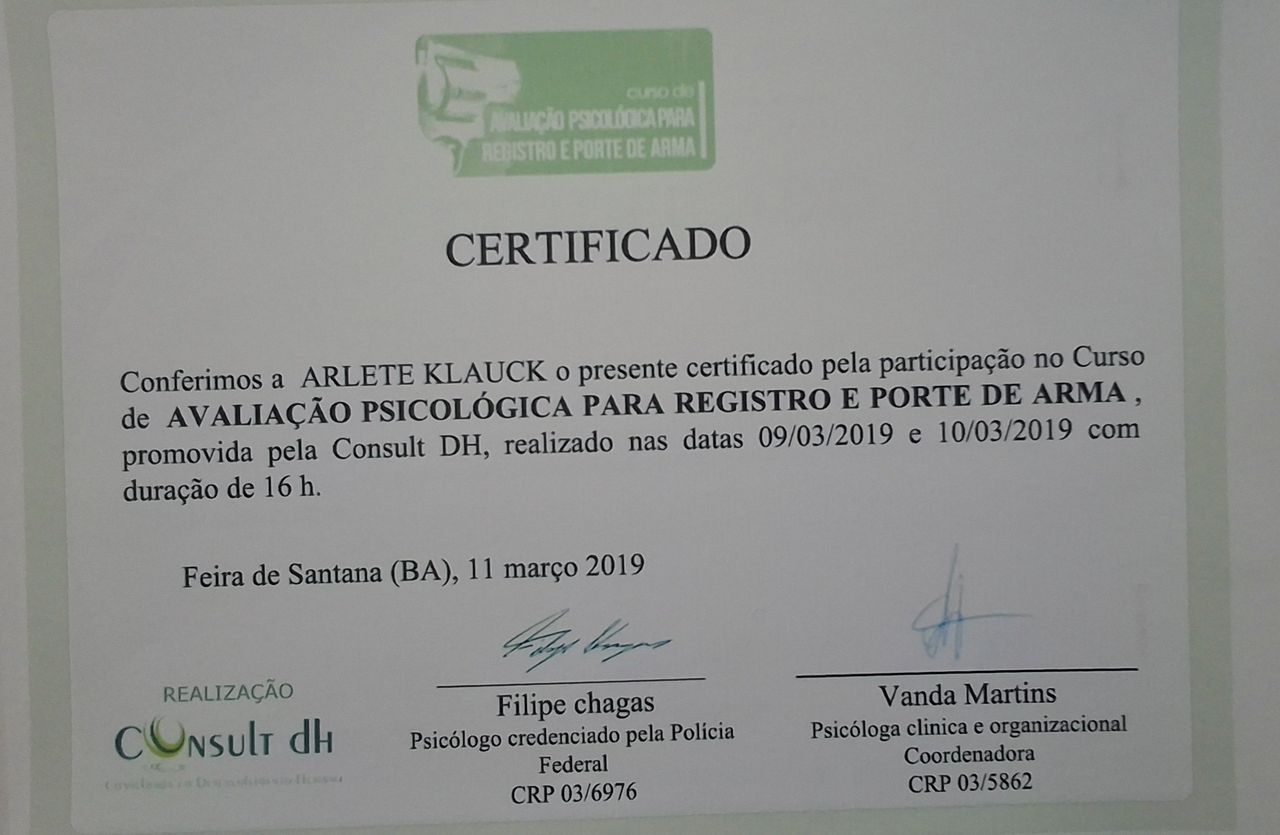 curso de
AVALIAÇÃO PSICOLÓGICA PARA
REGISTRO E PORTE DE ARMA
CERTIFICADO
Conferimos a ARLETE KLAUCK o presente certificado pela participação no Curso
de AVALIAÇÃO PSICOLÓGICA PARA REGISTRO E PORTE DE ARMA ,
promovida pela Consult DH, realizado nas datas 09/03/2019 e 10/03/2019 com
duração de 16 h.
Feira de Santana (BA), 11 março 2019
REALIZAÇÃO
CONSULT dH
Filipe chagas
Psicólogo credenciado pela Polícia
Federal
CRP 03/6976
Vanda Martins
Psicóloga clinica e organizacional
Coordenadora
CRP 03/5862